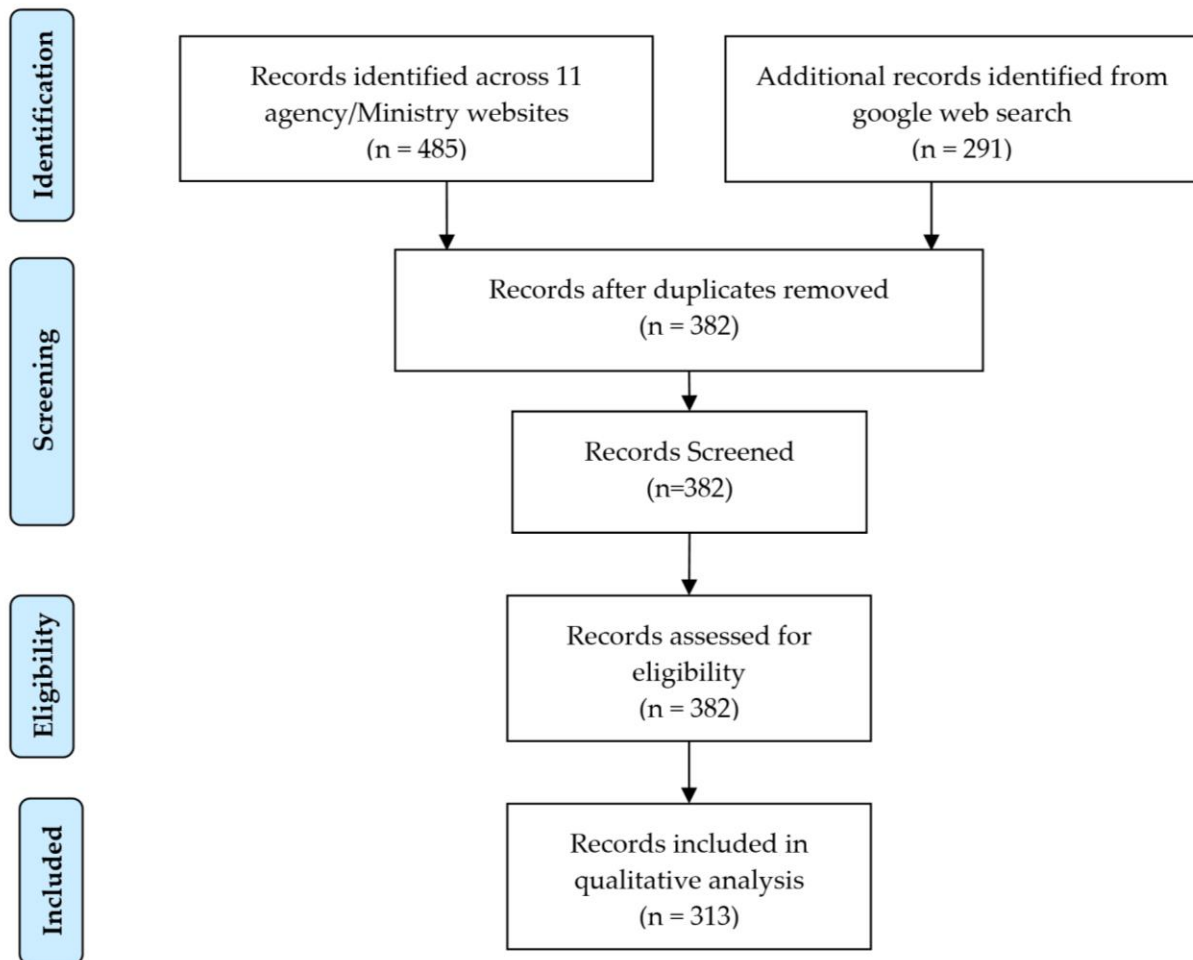 Identification
Records identified across 11
agency/Ministry websites
(n = 485)
Additional records identified from
google web search
(n = 291)
Screening
Records after duplicates removed
(n = 382)
Records Screened
(n=382)
Eligibility
Records assessed for
eligibility
(n = 382)
Included
Records included in
qualitative analysis
(n = 313)